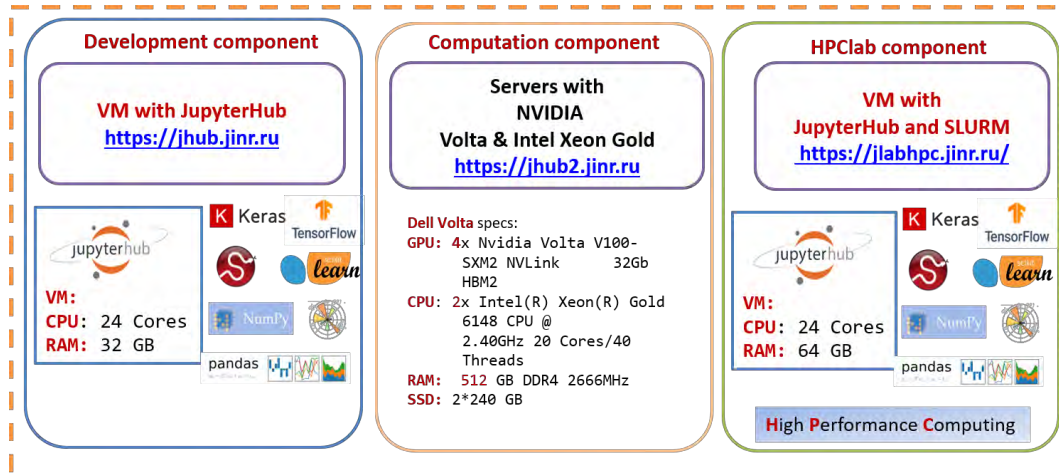 Development component
VM with JupyterHub
https://jhub.jinr.ru
jupyterhub
VM:
CPU: 24 Cores
RAM: 32 GB
K Keras
TensorFlow
S
learn
NumPy
pandas
Computation component
Servers with
NVIDIA
Volta & Intel Xeon Gold
https://jhub2.jinr.ru
Dell Volta specs:
GPU: 4x Nvidia Volta V100-
SXM2 NVLink 32Gb
HBM2
CPU: 2x Intel(R) Xeon(R) Gold
6148 CPU @
2.40GHz 20 Cores/40
Threads
RAM: 512 GB DDR4 2666MHz
SSD: 2*240 GB
HPClab component
VM with
JupyterHub and SLURM
https://jlabhpc.jinr.ru/
jupyterhub
VM:
CPU: 24 Cores
RAM: 64 GB
K Keras
TensorFlow
S
learn
NumPy
pandas
High Performance Computing